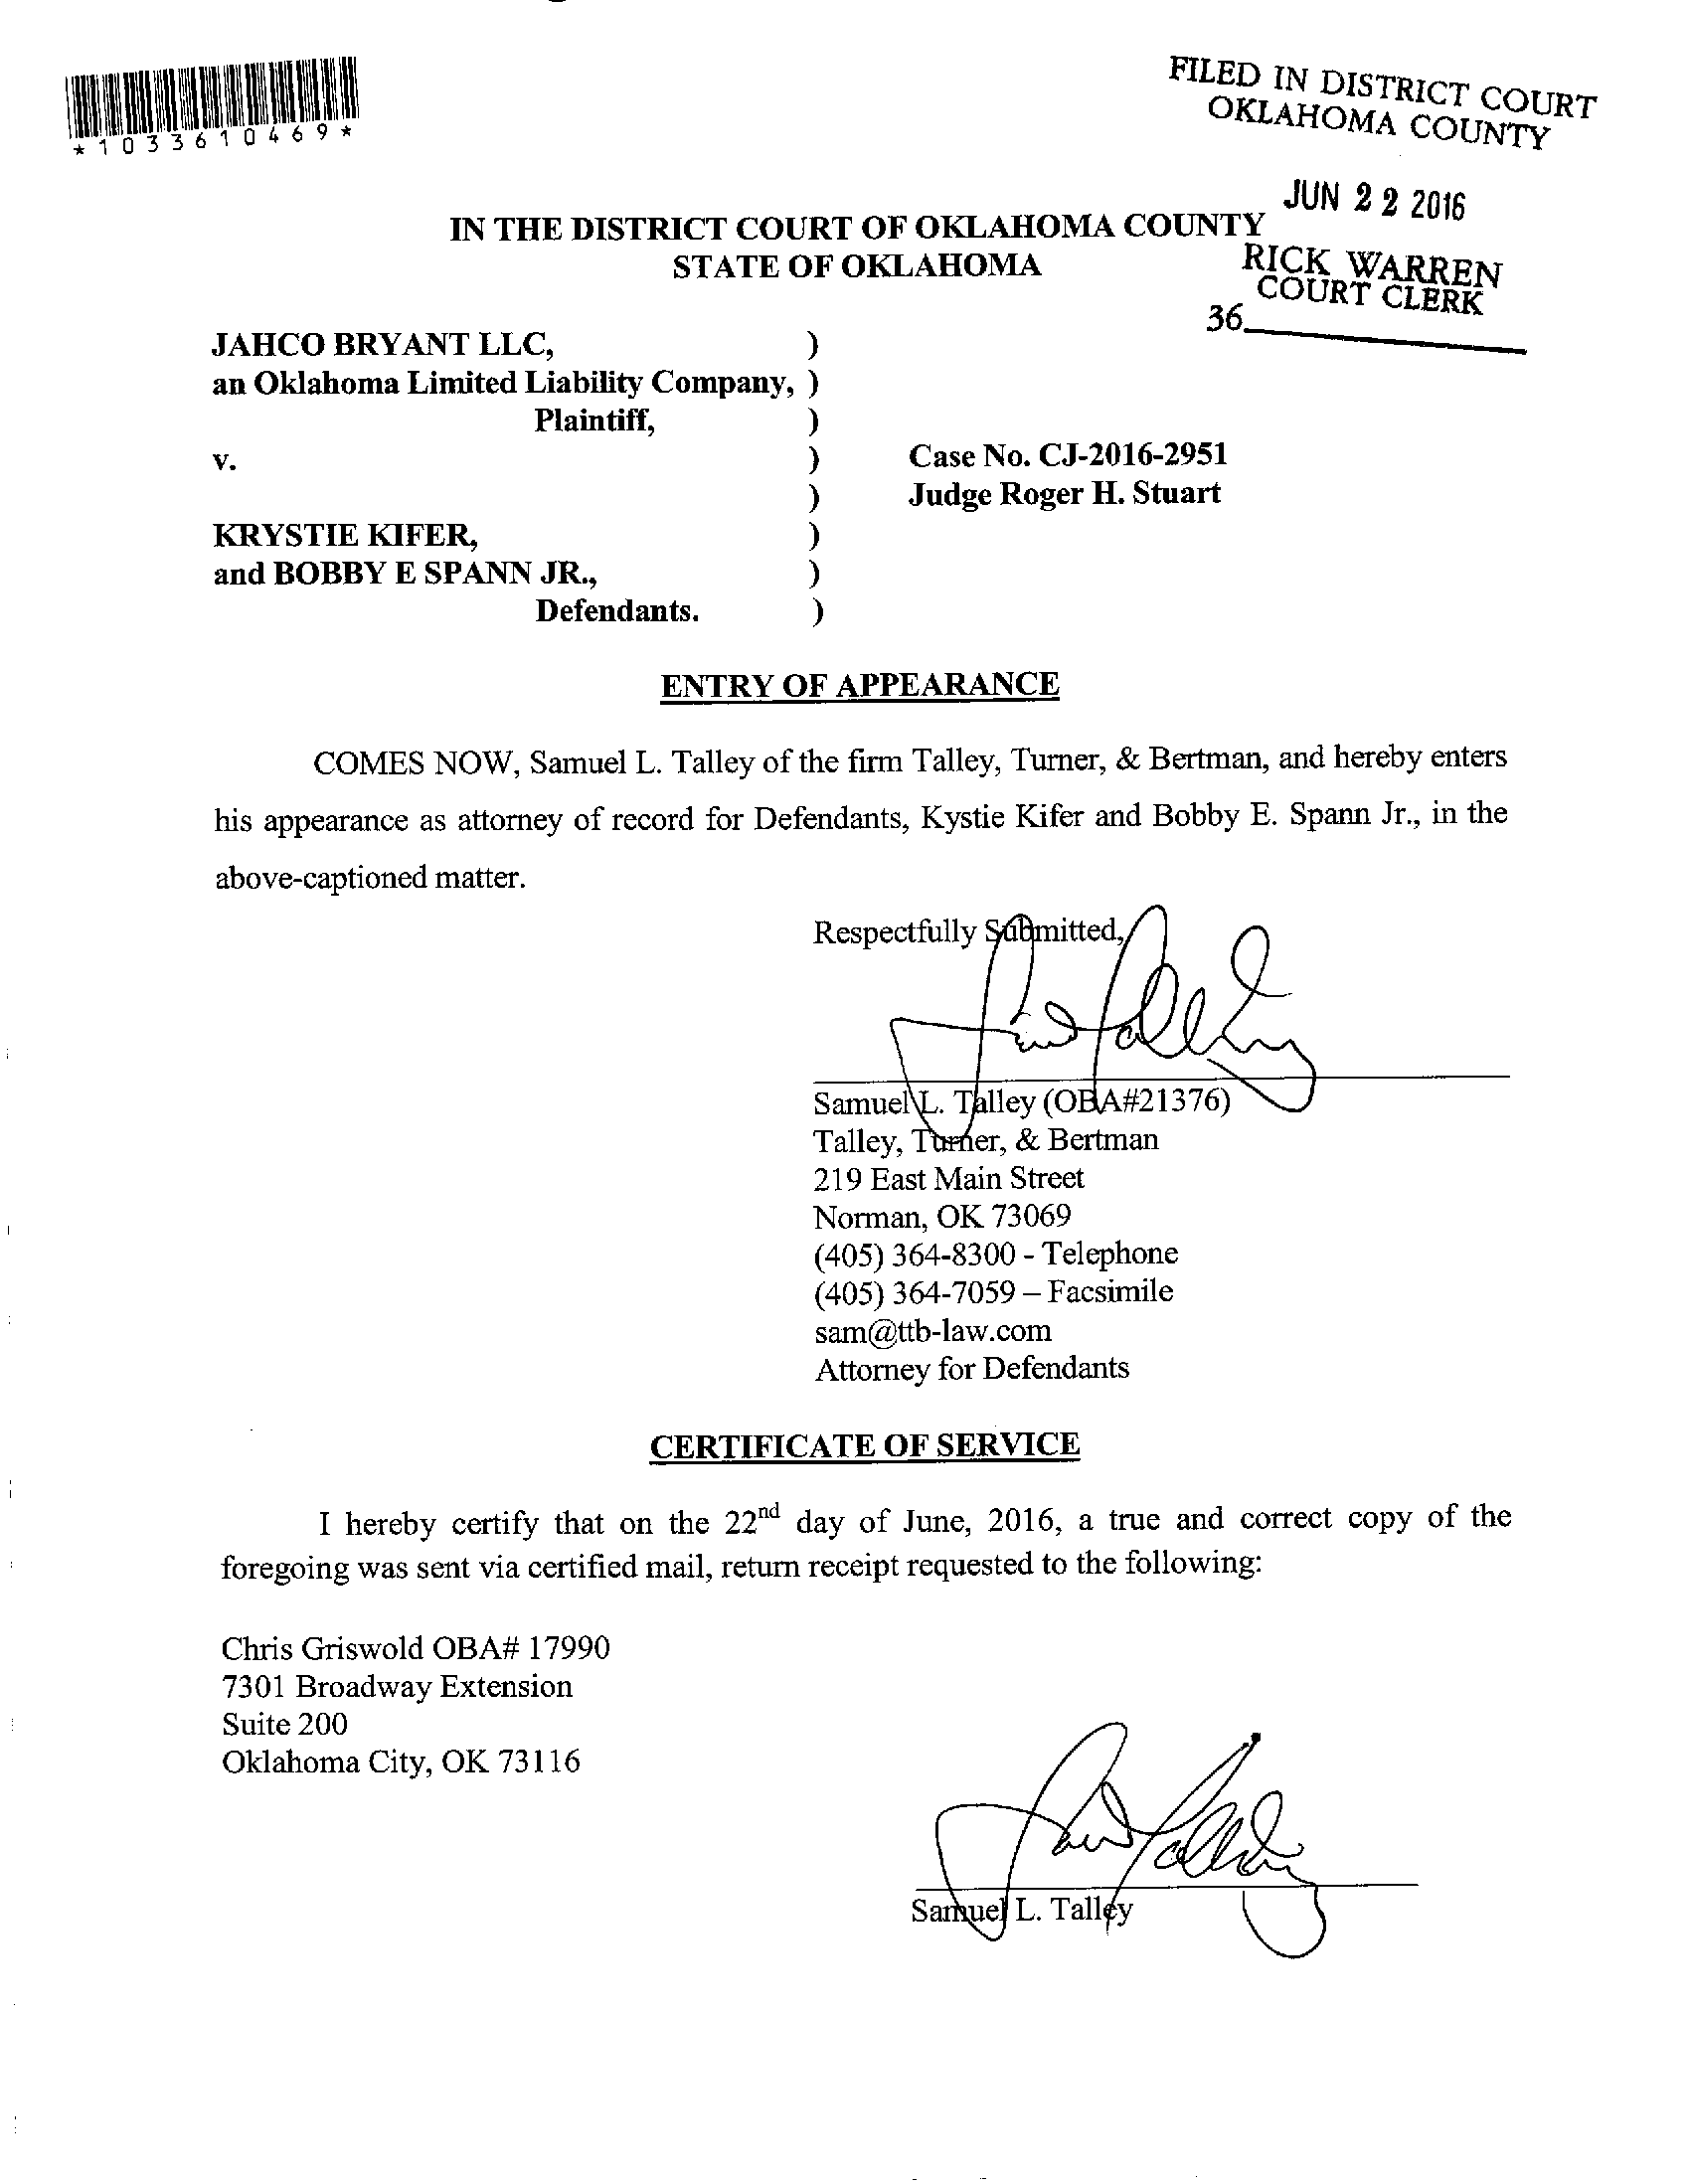 *1033610469*
FILED IN DISTRICT COURT
OKLAHOMA COUNTY
JUN 22 2016
RICK WARREN
COURT CLERK
36
IN THE DISTRICT COURT OF OKLAHOMA COUNTY
STATE OF OKLAHOMA
JAHCO BRYANT LLC, )
an Oklahoma Limited Liability Company, )
Plaintiff, )
v. ) Case No. CJ-2016-2951
) Judge Roger H. Stuart
KRYSTIE KIFER, )
and BOBBY E SPANN JR., )
Defendants. )
ENTRY OF APPEARANCE
COMES NOW, Samuel L. Talley of the firm Talley, Turner, & Bertman, and hereby enters
his appearance as attorney of record for Defendants, Kystie Kifer and Bobby E. Spann Jr., in the
above-captioned matter.
Respectfully Submitted,
Samuel L. Talley (OBA#21376)
Talley, Turner, & Bertman
219 East Main Street
Norman, OK 73069
(405) 364-8300 - Telephone
(405) 364-7059 – Facsimile
sam@ttb-law.com
Attorney for Defendants
CERTIFICATE OF SERVICE
I hereby certify that on the 22nd day of June, 2016, a true and correct copy of the
foregoing was sent via certified mail, return receipt requested to the following:
Chris Griswold OBA# 17990
7301 Broadway Extension
Suite 200
Oklahoma City, OK 73116
Samuel L. Talley